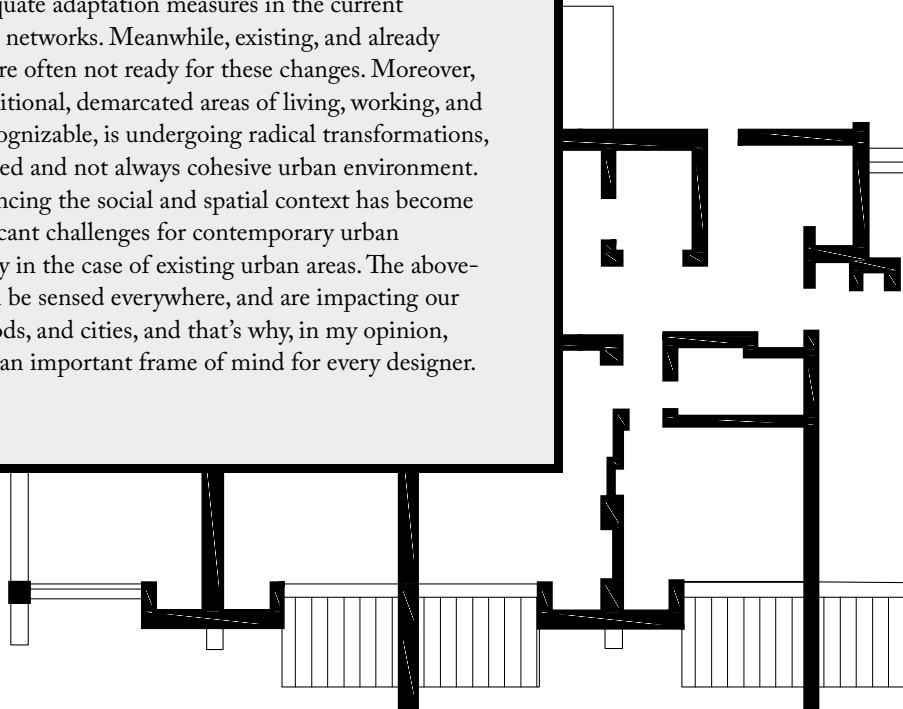 quate adaptation measures in the current
networks. Meanwhile, existing, and already
re often not ready for these changes. Moreover,
itional, demarcated areas of living, working, and
ognizable, is undergoing radical transformations,
ed and not always cohesive urban environment.
ncing the social and spatial context has become
cant challenges for contemporary urban
y in the case of existing urban areas. The above-
be sensed everywhere, and are impacting our
ods, and cities, and that’s why, in my opinion,
an important frame of mind for every designer.